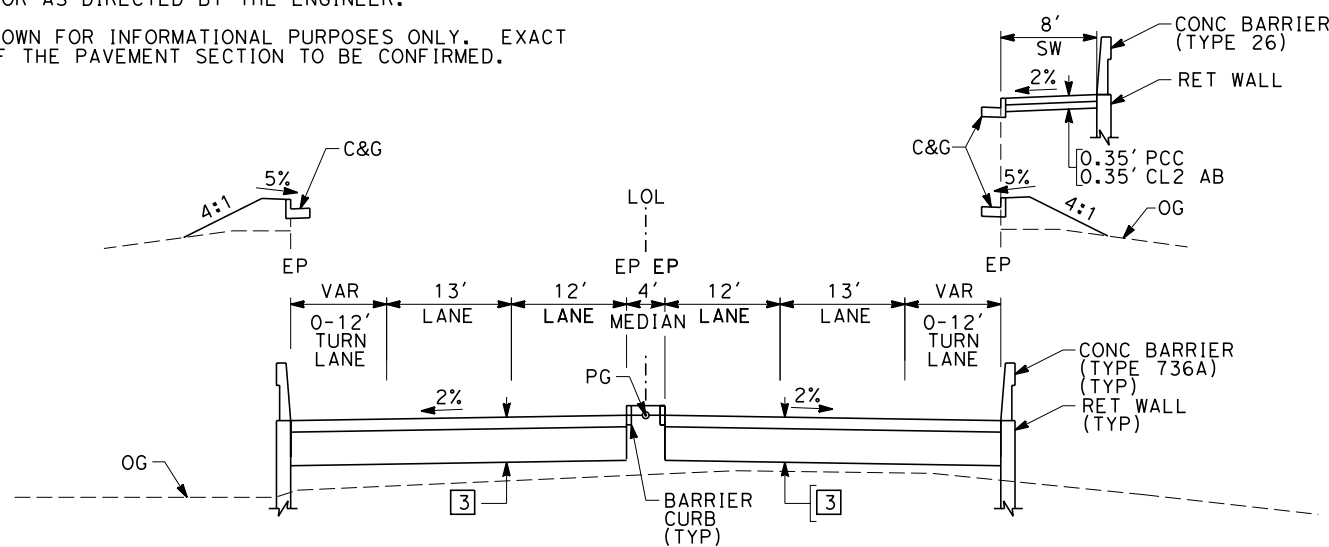 OR AS DIRECTED BY THE ENGINEER.
OWN FOR INFORMATIONAL PURPOSES ONLY. EXACT
THE PAVEMENT SECTION TO BE CONFIRMED.
8'
SW
CONC BARRIER
(TYPE 26)
2%
RET WALL
C&G
C&G
0.35' PCC
0.35' CL2 AB
5%
4:1
LOL
5%
4:1
OG
EP
EP EP
EP
VAR
13'
12'
4'
12'
13'
VAR
0-12'
TURN
LANE
LANE
LANE
MEDIAN
LANE
LANE
0-12'
TURN
LANE
PG
2%
2%
CONC BARRIER
(TYPE 736A)
(TYP)
RET WALL
(TYP)
OG
3
BARRIER
CURB
(TYP)
3